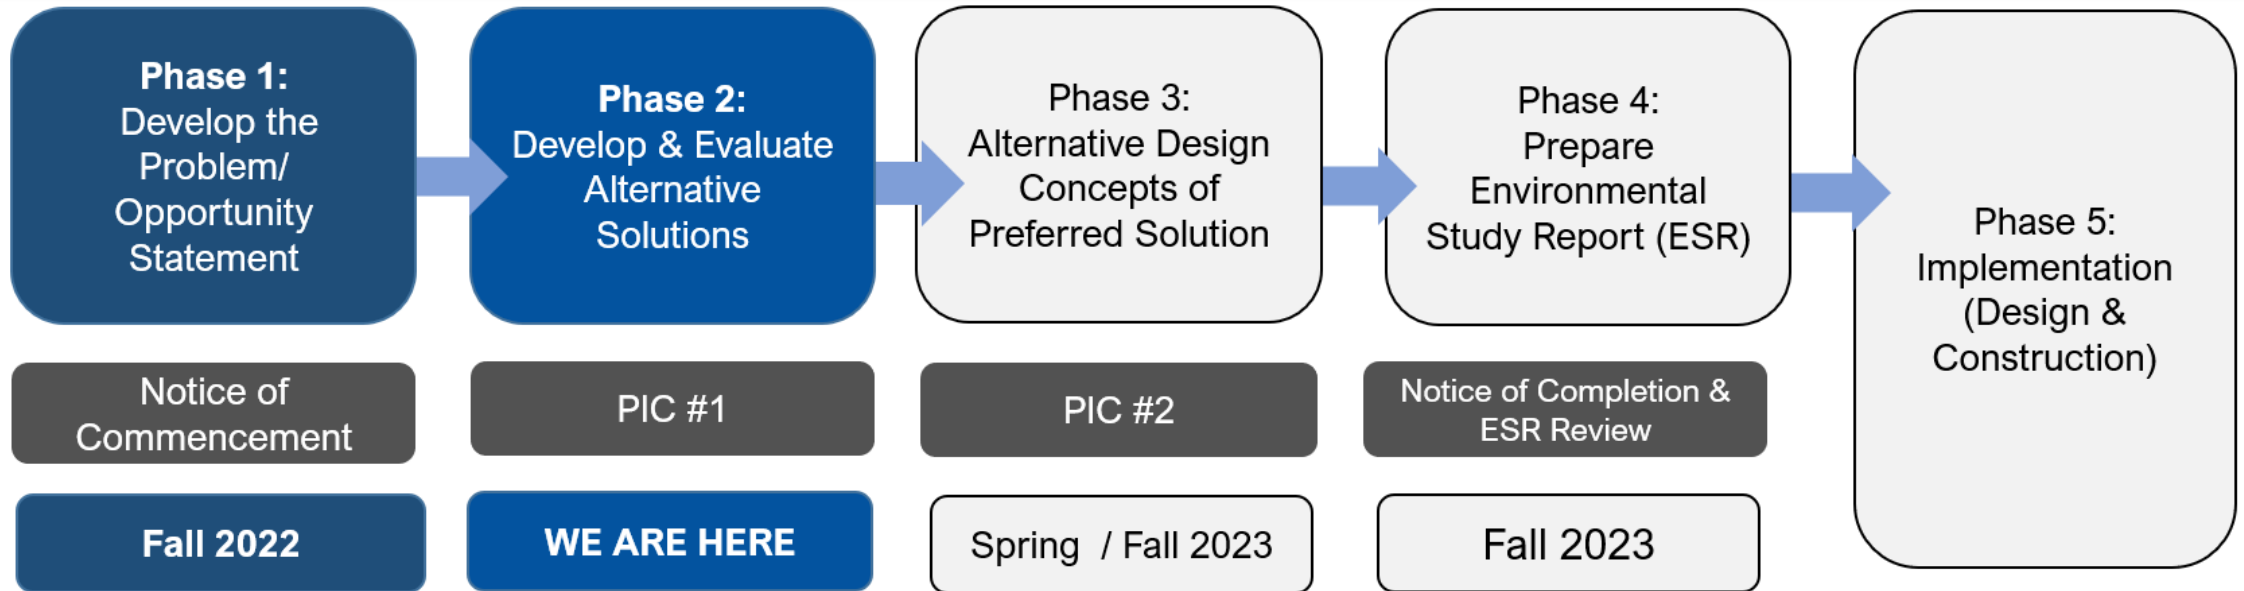 Phase 1:
Develop the
Problem/
Opportunity
Statement
Phase 2:
Develop & Evaluate
Alternative
Solutions
Phase 3:
Alternative Design
Concepts of
Preferred Solution
Phase 4:
Prepare
Environmental
Study Report (ESR)
Phase 5:
Implementation
(Design &
Construction)
Notice of
Commencement
PIC #1
PIC #2
Notice of Completion &
ESR Review
Fall 2022
WE ARE HERE
Spring / Fall 2023
Fall 2023